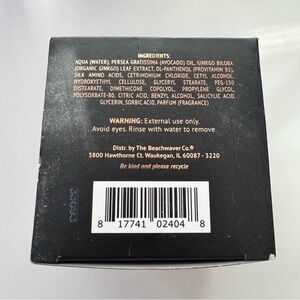 INGREDIENTS:
AQUA (WATER), PERSEA GRATISSIMA (AVOCADO) OIL, GINKGO BILOBA
(ORGANIC GINKGO) LEAF EXTRACT, DL-PANTHENOL (PROVITAMIN B5),
SILK AMINO ACIDS, CETRIMONIUM CHLORIDE, CETYL ALCOHOL,
HYDROXYETHYL CELLULOSE, GLYCERYL STEARATE, PEG-150
DISTEARATE, DIMETHICONE COPOLYOL, PROPYLENE GLYCOL,
POLYSORBATE-80, CITRIC ACID, BENZYL ALCOHOL, SALICYLIC ACID,
GLYCERIN, SORBIC ACID, PARFUM (FRAGRANCE)
WARNING: External use only.
Avoid eyes. Rinse with water to remove.
Distr. by The Beachwaver Co.®
3800 Hawthorne Ct. Waukegan, IL 60087 - 3220
Be kind and please recycle
8 17741 02404 8